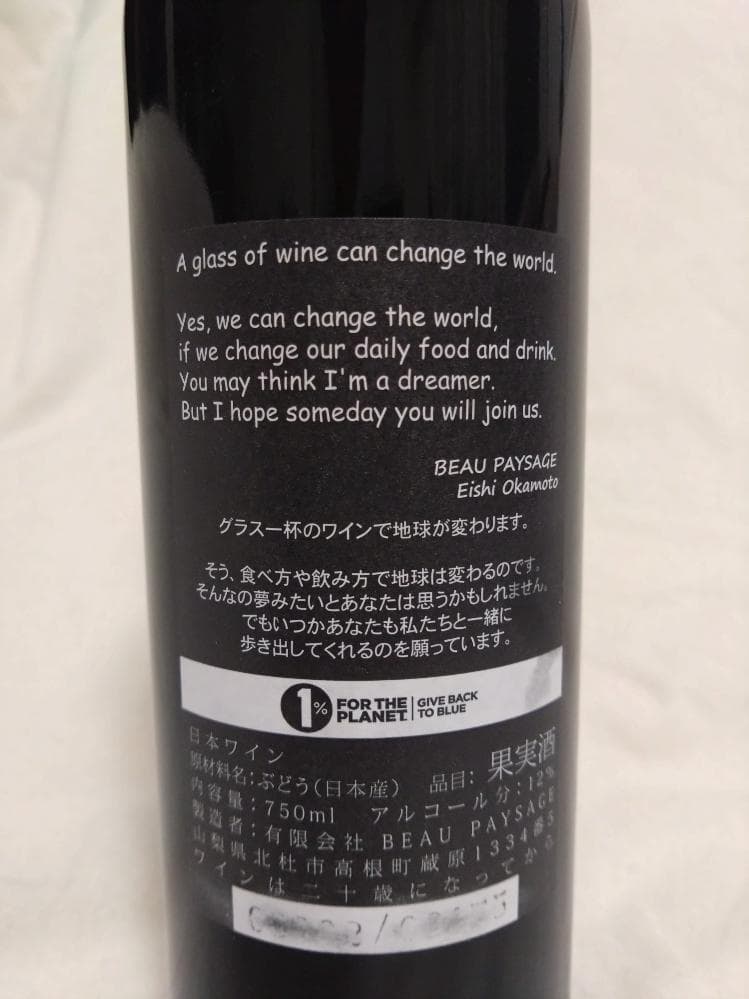 A glass of wine can change the world.
Yes, we can change the world,
if we change our daily food and drink.
You may think I'm a dreamer.
But I hope someday you will join us.
BEAU PAYSAGE
Eishi Okamoto
グラス一杯のワインで地球が変わります。
そう、食べ方や飲み方で地球は変わるのです。
そんなの夢みたいとあなたは思うかもしれません。
でもいつかあなたも私たちと一緒に
歩き出してくれるのを願っています。
1% FOR THE PLANET. GIVE BACK TO BLUE
日本ワイン
原材料名:ぶどう(日本産) 品目: 果実酒
内容量:750ml アルコール分:12%
製造者:有限会社 BEAU PAYSAGE
山梨県北杜市高根町蔵原1334番5
ワインは二十歳になってから